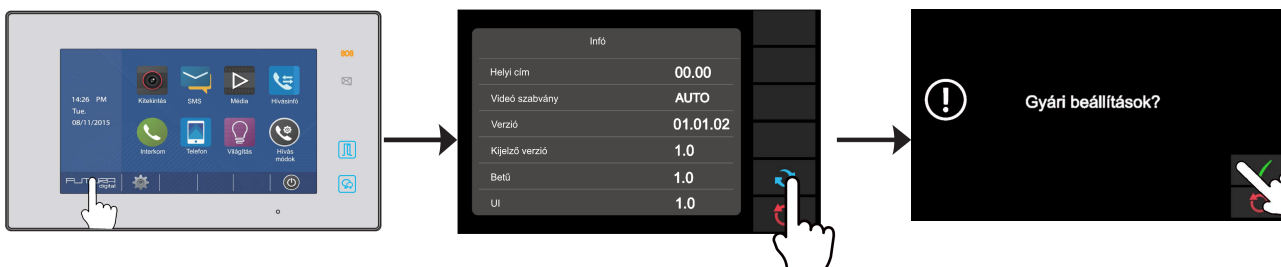 SOS
14:26 PM
Tue.
08/11/2015
Kitekintés SMS Média Hívásinfó
Interkom Telefon Világítás Hívás módok
digital
Infó
Helyi cím 00.00
Videó szabvány AUTO
Verzió 01.01.02
Kijelző verzió 1.0
Betű 1.0
UI 1.0
Gyári beállítások?